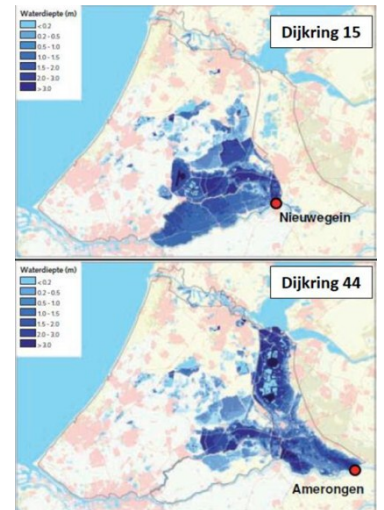 Waterdiepte (m)
< 0.2
0.2 - 0.5
0.5 - 1.0
1.0 - 1.5
1.5 - 2.0
2.0 - 3.0
> 3.0
Dijkring 15
Nieuwegein
Waterdiepte (m)
< 0.2
0.2 - 0.5
0.5 - 1.0
1.0 - 1.5
1.5 - 2.0
2.0 - 3.0
> 3.0
Dijkring 44
Amerongen